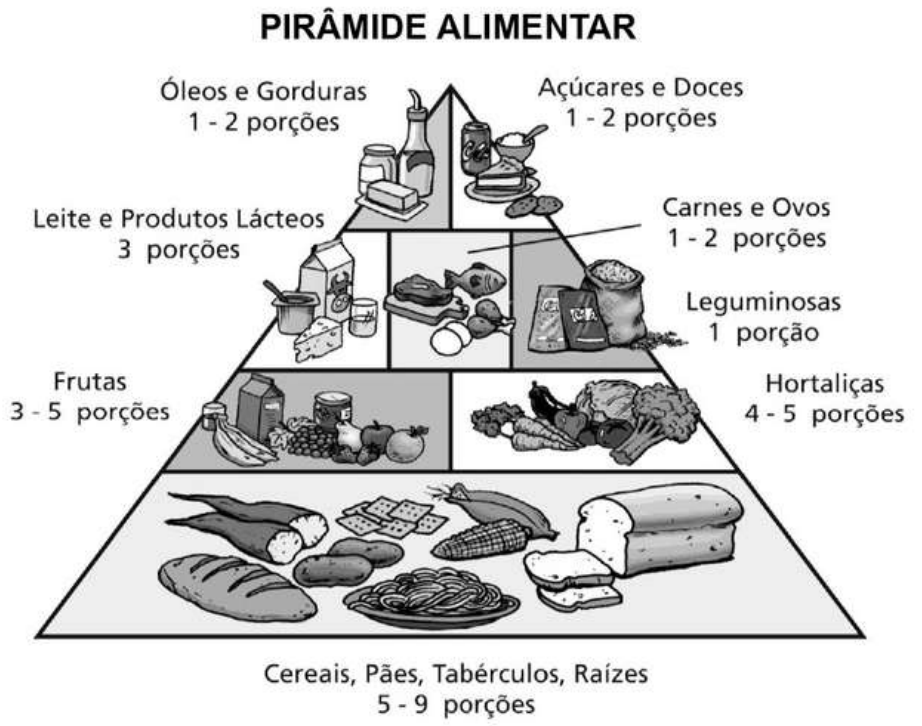 PIRÂMIDE ALIMENTAR
Óleos e Gorduras
1 - 2 porções
Açúcares e Doces
1 - 2 porções
Leite e Produtos Lácteos
3 porções
Carnes e Ovos
1 - 2 porções
Leguminosas
1 porção
Frutas
3 - 5 porções
Hortaliças
4 - 5 porções
Cereais, Pães, Tabérculos, Raízes
5 - 9 porções